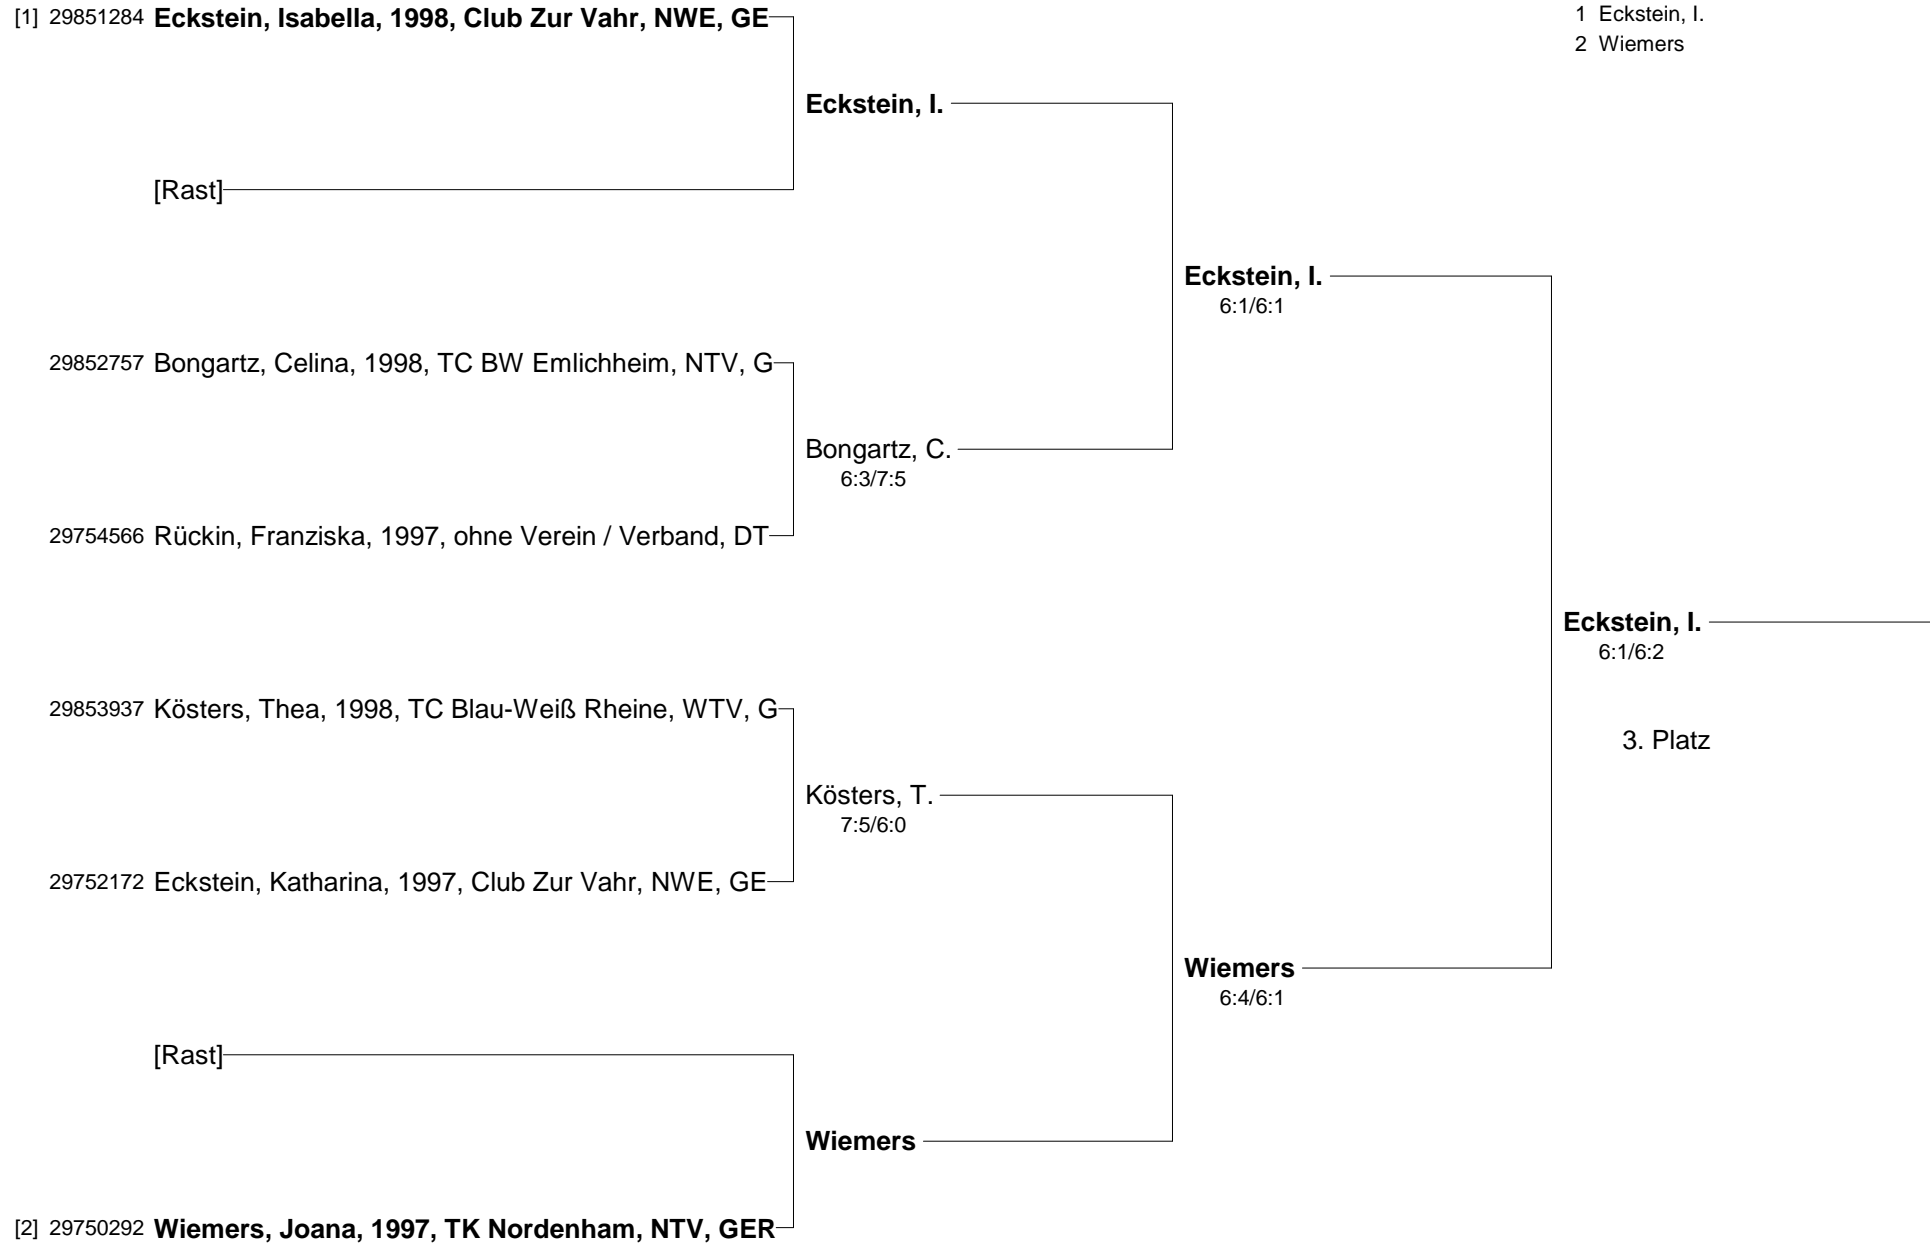 [1] 29851284 Eckstein, Isabella, 1998, Club Zur Vahr, NWE, GE
1 Eckstein, I.
2 Wiemers
Eckstein, I.
[Rast]
Eckstein, I.
6:1/6:1
29852757 Bongartz, Celina, 1998, TC BW Emlichheim, NTV, G
Bongartz, C.
6:3/7:5
29754566 Rückin, Franziska, 1997, ohne Verein / Verband, DT
Eckstein, I.
6:1/6:2
29853937 Kösters, Thea, 1998, TC Blau-Weiß Rheine, WTV, G
3. Platz
Kösters, T.
7:5/6:0
29752172 Eckstein, Katharina, 1997, Club Zur Vahr, NWE, GE
Wiemers
6:4/6:1
[Rast]
Wiemers
[2] 29750292 Wiemers, Joana, 1997, TK Nordenham, NTV, GER